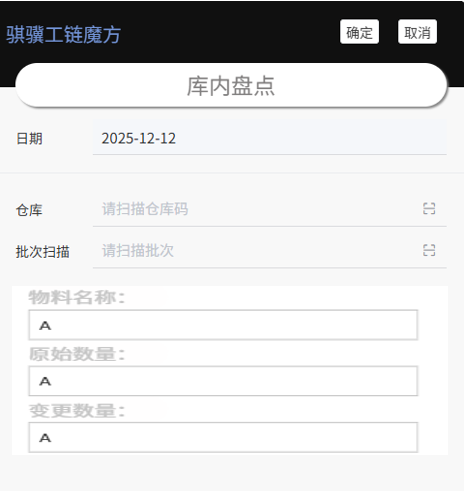 骐骥工链魔方
确定 取消
库内盘点
日期 2025-12-12
仓库 请扫描仓库码
批次扫描 请扫描批次
物料名称:
A
原始数量:
A
变更数量:
A